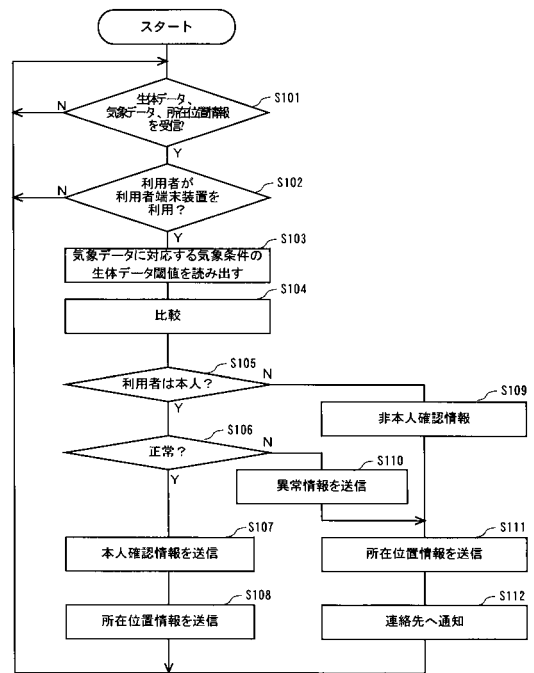 スタート
生体データ、
気象データ、所在位置情報
を受信?
S101
N
Y
利用者が
利用者端末装置を
利用？
S102
N
Y
S103
気象データに対応する気象条件の
生体データ閾値を読み出す
S104
比較
S105
利用者は本人？
N
Y
S109
非本人確認情報
S106
正常？
N
Y
S110
異常情報を送信
S107
本人確認情報を送信
S111
所在位置情報を送信
S108
所在位置情報を送信
S112
連絡先へ通知